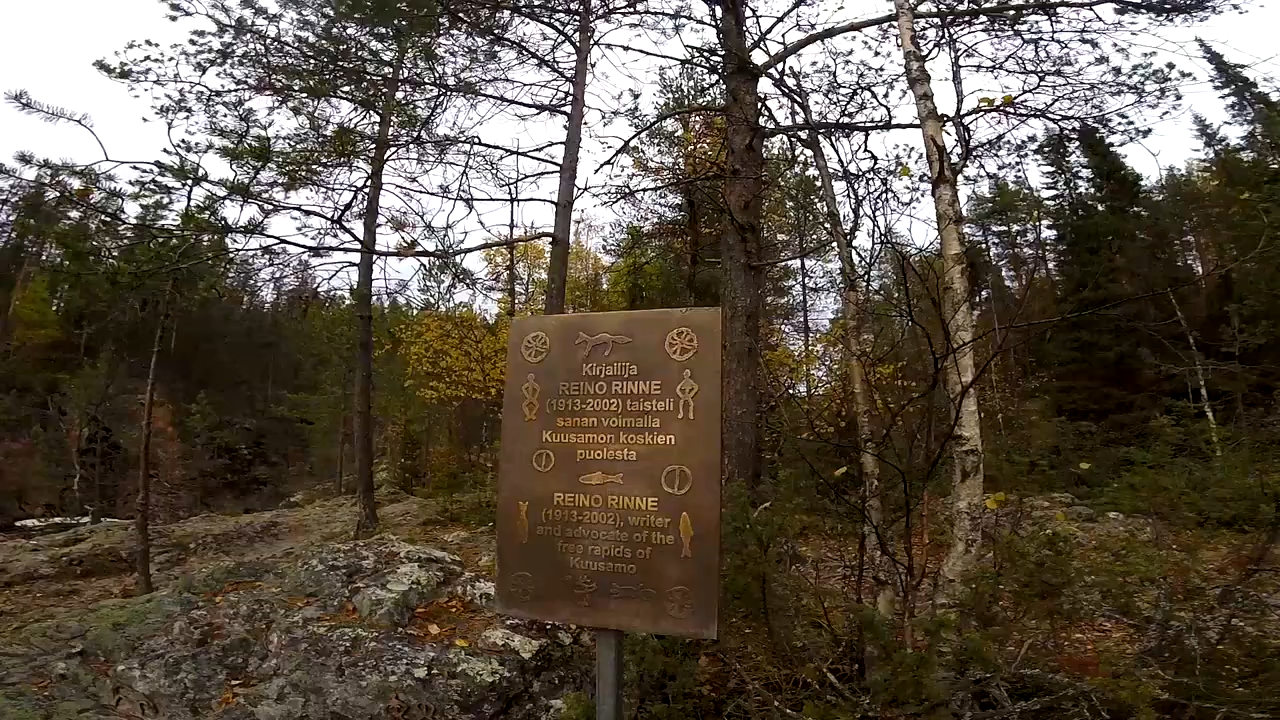 Kirjailija
REINO RINNE
(1913-2002) taisteli
sanan voimalla
Kuusamon koskien
puolesta
REINO RINNE
(1913-2002), writer
and advocate of the
free rapids of
Kuusamo